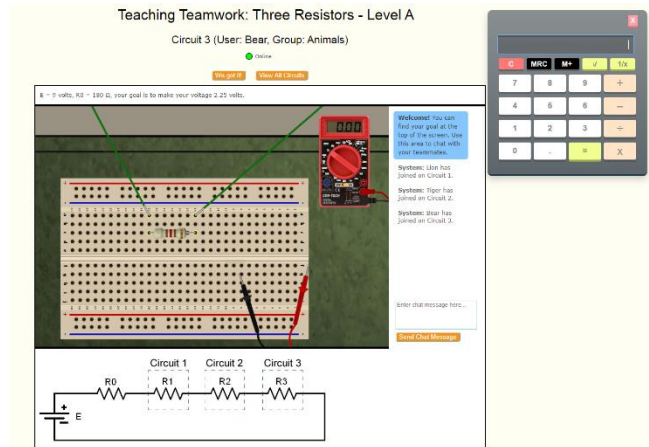 Teaching Teamwork: Three Resistors - Level A
Circuit 3 (User: Bear, Group: Animals)
Online
We got it!
View All Circuits
E = 9 volts, R0 = 180 Ω, your goal is to make your voltage 2.25 volts.
0.00
Welcome! You can
find your goal at the
top of the screen. Use
this area to chat with
your teammates.
System: Lion has
joined on Circuit 1.
System: Tiger has
joined on Circuit 2.
System: Bear has
joined on Circuit 3.
Enter chat message here...
Send Chat Message
Circuit 1 Circuit 2 Circuit 3
R0 R1 R2 R3
+
E
X
C MRC M+ √ 1/x
7 8 9 +
4 5 6 −
1 2 3 ÷
0 . = X